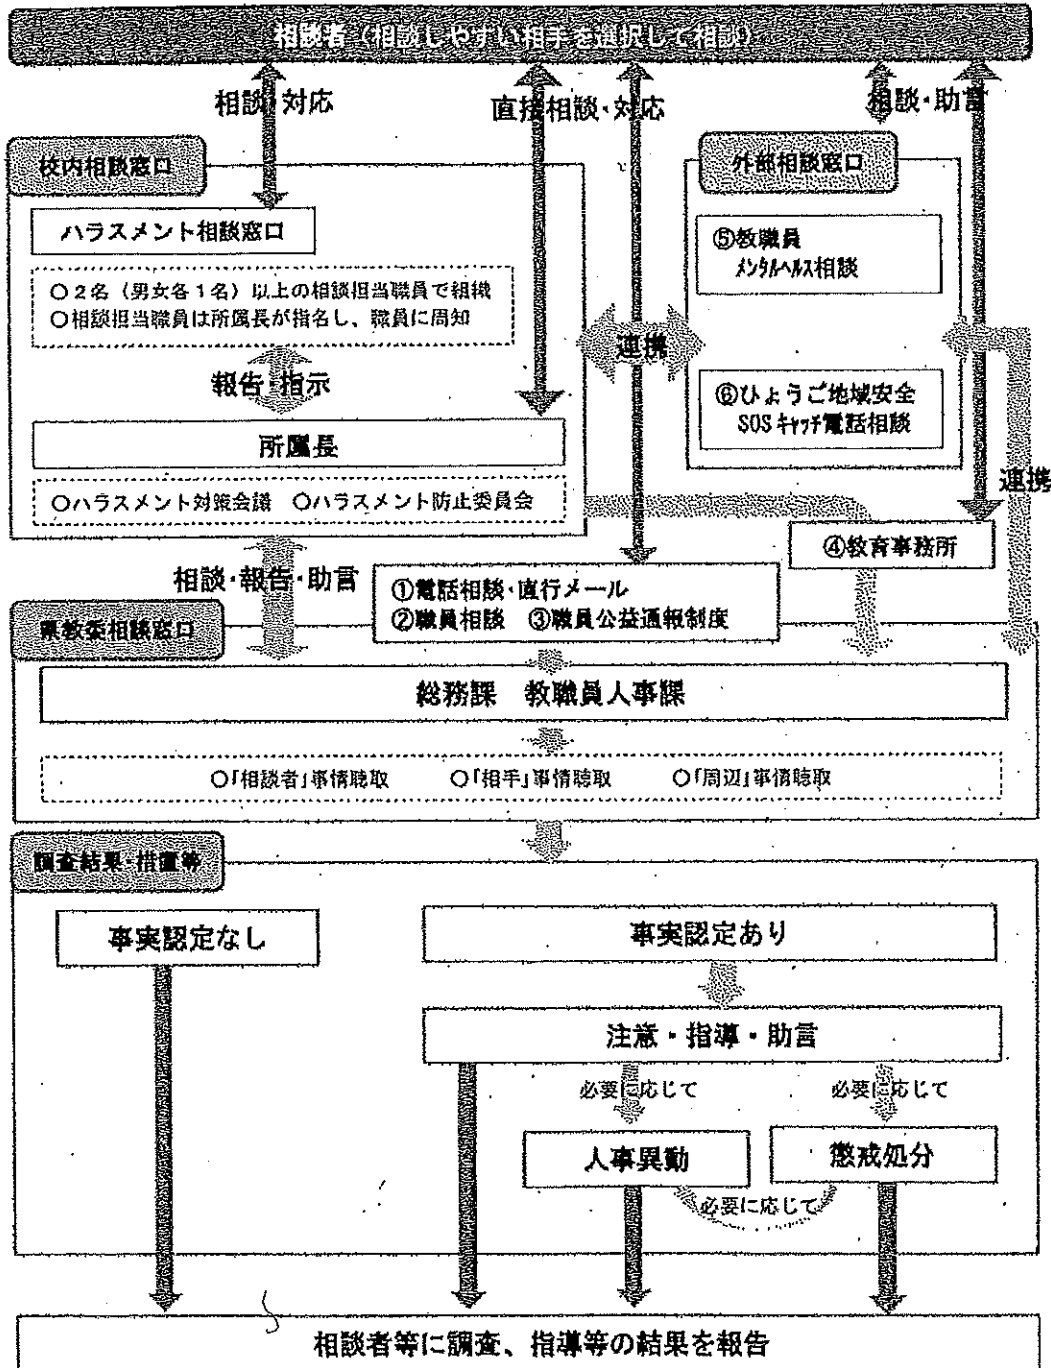 相談者（相談しやすい相手を選択して相談）
相談・対応
直接相談・対応
相談・助言
校内相談窓口
外部相談窓口
ハラスメント相談窓口
○2名（男女各1名）以上の相談担当職員で組織
○相談担当職員は所属長が指名し、職員に周知
⑤教職員
メンタルヘルス相談
連携
報告・指示
⑥ひょうご地域安全
SOSキャッチ電話相談
所属長
○ハラスメント対策会議　○ハラスメント防止委員会
連携
④教育事務所
相談・報告・助言
①電話相談・直行メール
②職員相談　③職員公益通報制度
県教委相談窓口
総務課　教職員人事課
○「相談者」事情聴取　○「相手」事情聴取　○「周辺」事情聴取
調査結果・措置等
事実認定なし
事実認定あり
注意・指導・助言
必要に応じて
必要に応じて
人事異動
懲戒処分
必要に応じて
相談者等に調査、指導等の結果を報告